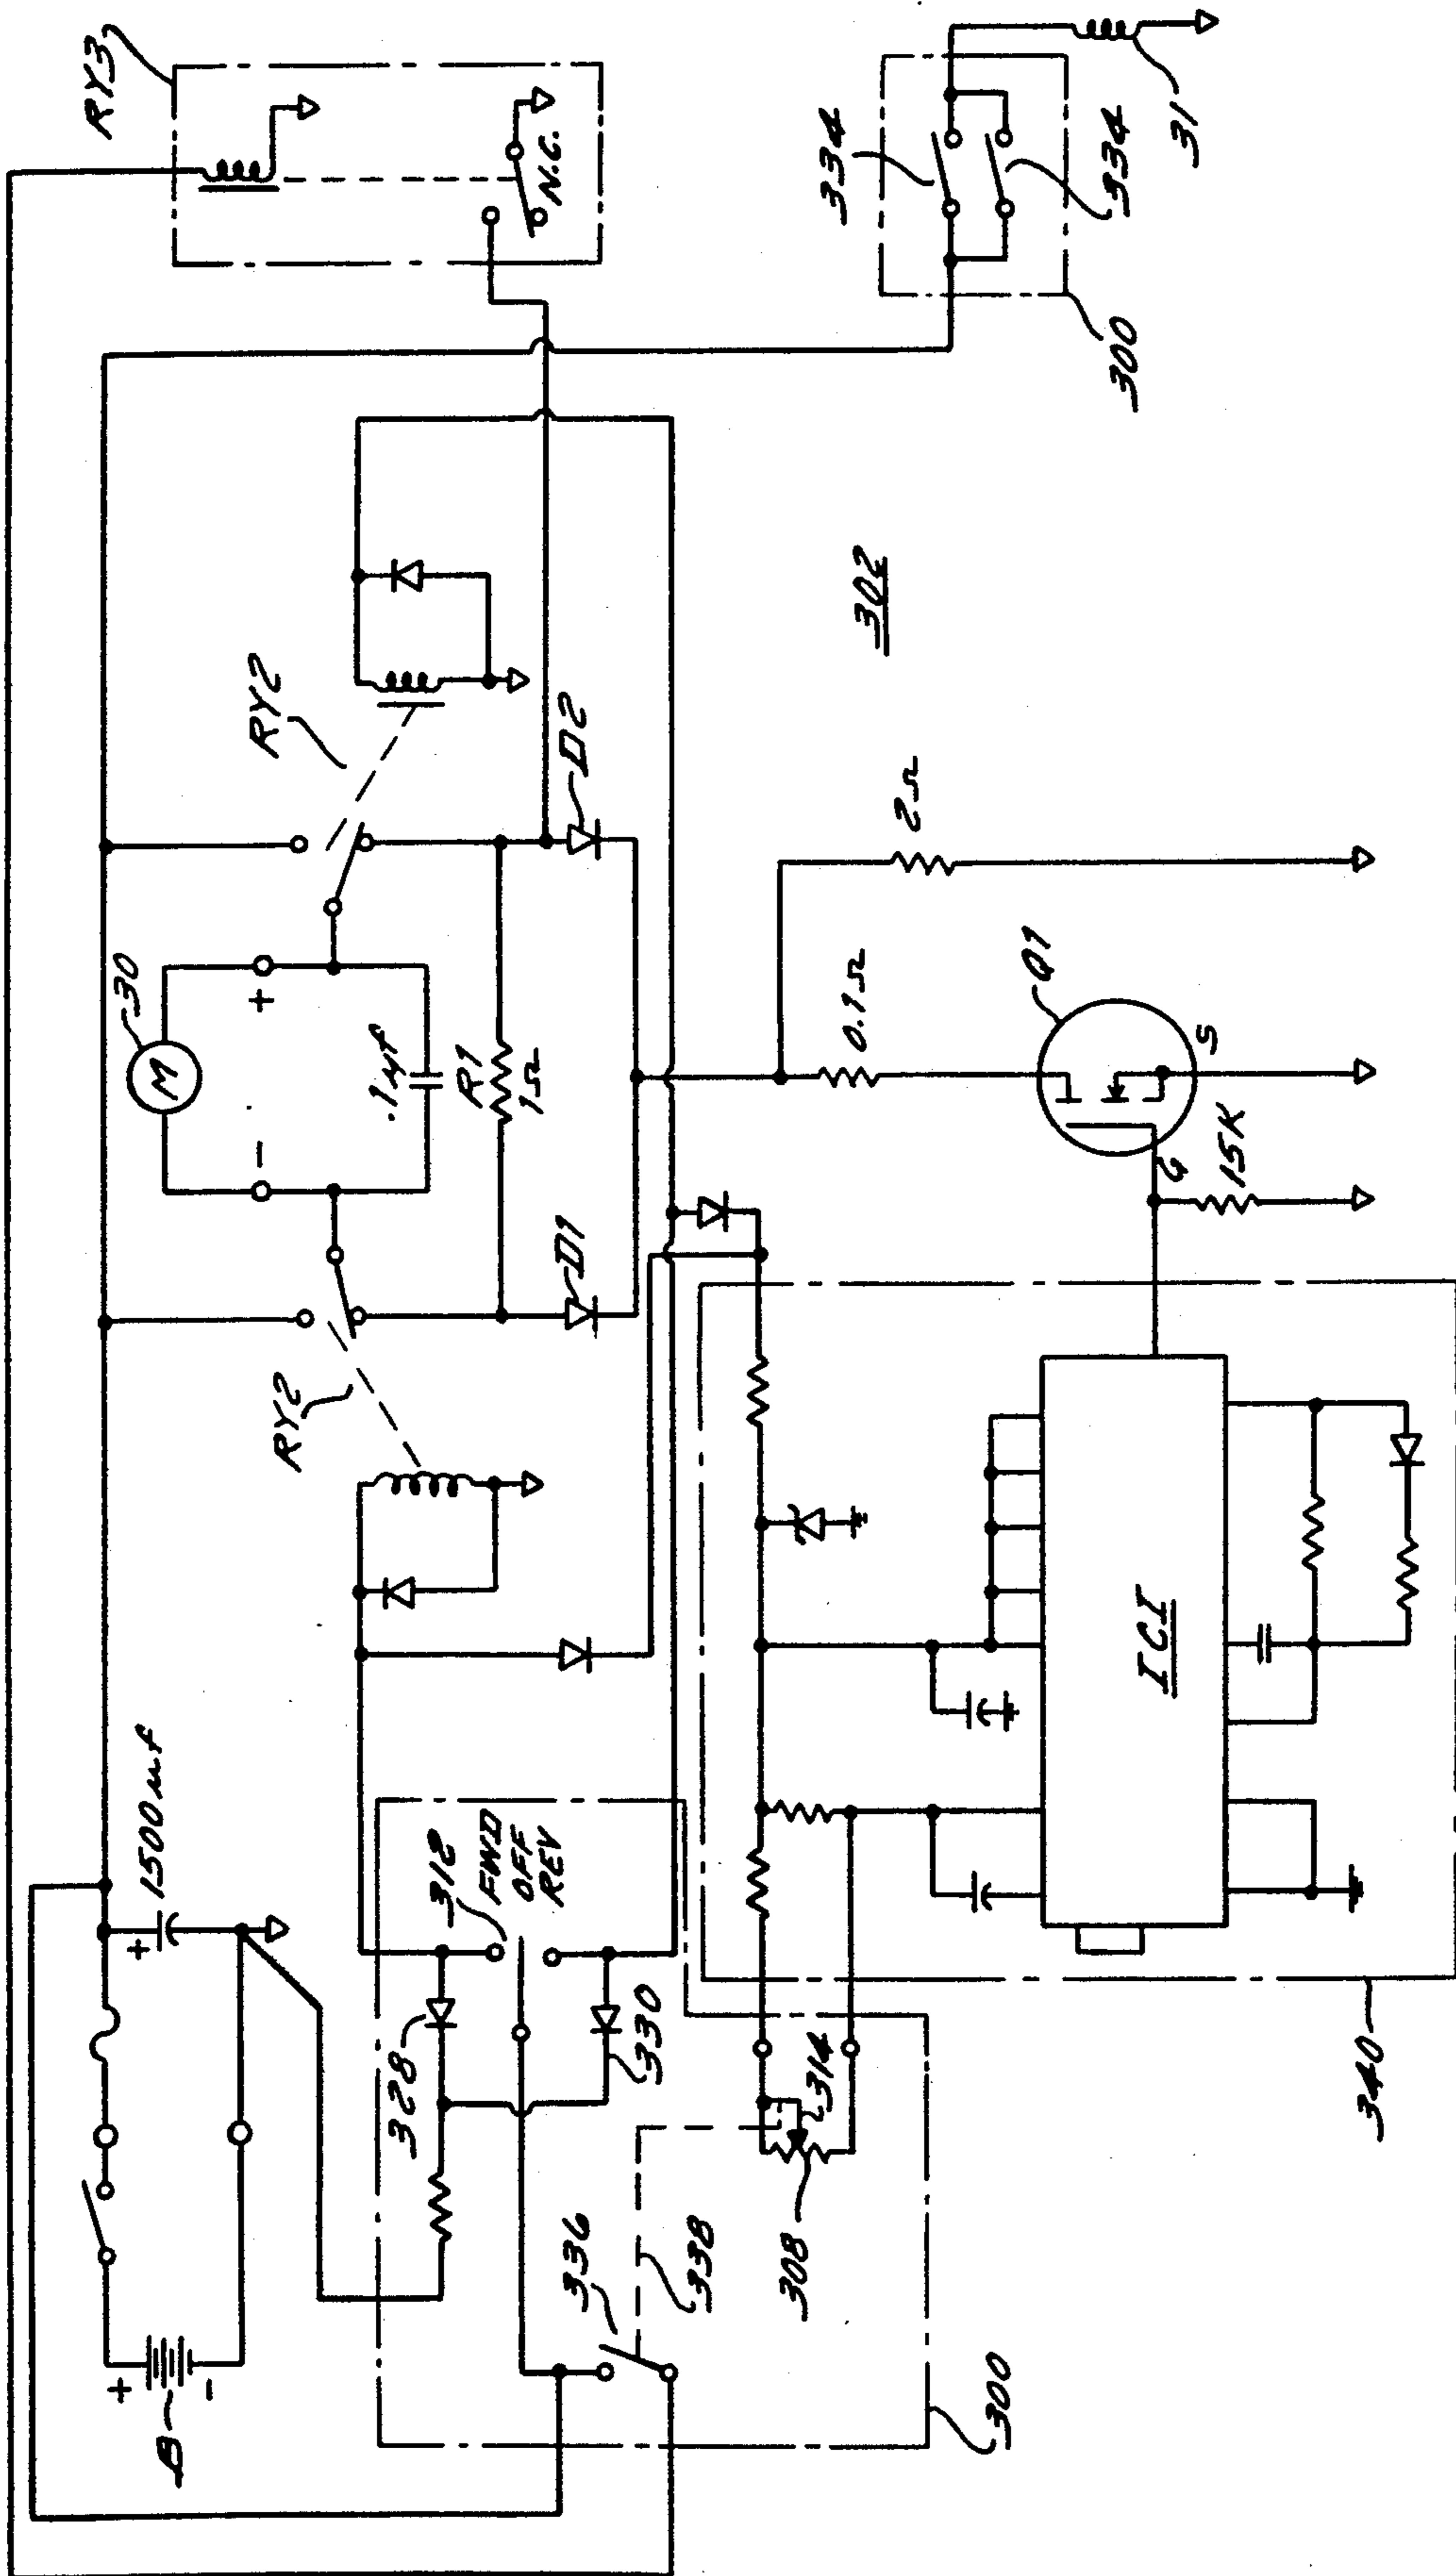 RY3
N.C.
334
334
31
300
RY2
D2
302
2Ω
30
M
+
−
.1µf
R1
1Ω
0.1Ω
Q1
S
G
15K
D1
RY2
1500µf
+
312
FWD
OFF
REV
328
330
314
308
336
338
300
IC1
340
+
−
B